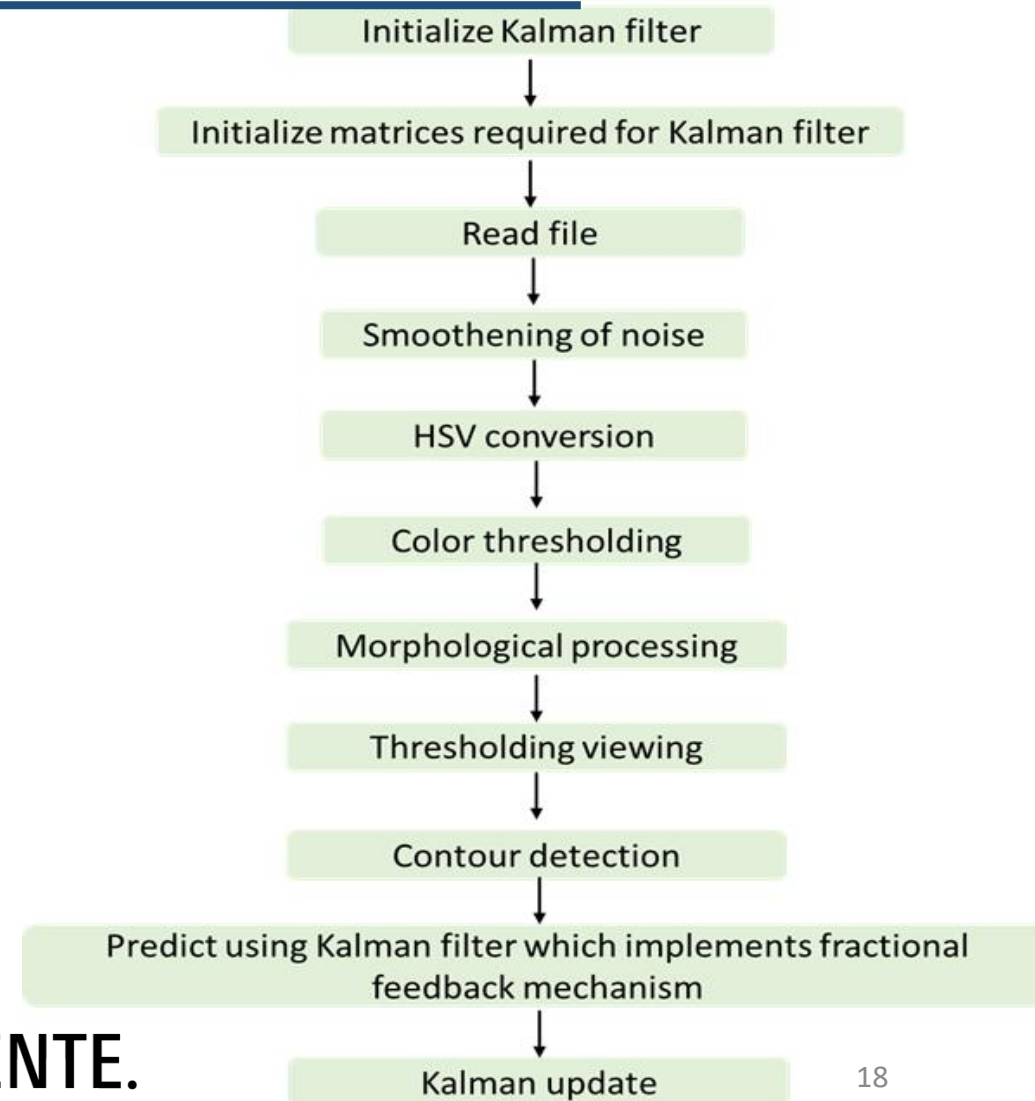 Initialize Kalman filter
Initialize matrices required for Kalman filter
Read file
Smoothening of noise
HSV conversion
Color thresholding
Morphological processing
Thresholding viewing
Contour detection
Predict using Kalman filter which implements fractional
feedback mechanism
Kalman update
18